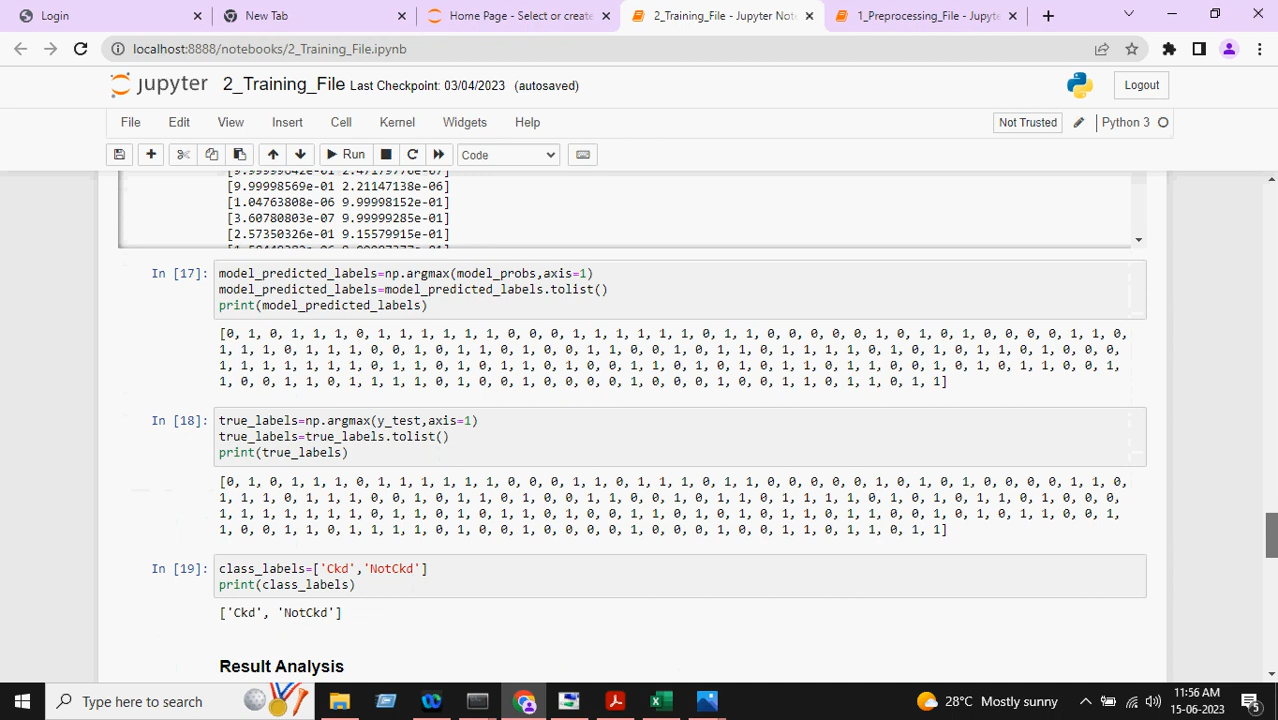 Login
New Tab
Home Page - Select or create
2_Training_File - Jupyter Not
1_Preprocessing_File - Jupyte
localhost:8888/notebooks/2_Training_File.ipynb
jupyter 2_Training_File Last Checkpoint: 03/04/2023 (autosaved)
Logout
File Edit View Insert Cell Kernel Widgets Help
Not Trusted
Python 3
Run
Code
[9.99998569e-01 2.21147138e-06]
[1.04763808e-06 9.99998152e-01]
[3.60780803e-07 9.99999285e-01]
[2.57350326e-01 9.15579915e-01]
In [17]: model_predicted_labels=np.argmax(model_probs,axis=1)
model_predicted_labels=model_predicted_labels.tolist()
print(model_predicted_labels)
[0, 1, 0, 1, 1, 1, 0, 1, 1, 1, 1, 1, 1, 0, 0, 0, 1, 1, 1, 1, 1, 1, 0, 1, 1, 0, 0, 0, 0, 0, 1, 0, 1, 0, 1, 0, 0, 0, 0, 1, 1, 0,
1, 1, 1, 0, 1, 1, 1, 0, 0, 1, 0, 1, 1, 0, 1, 0, 0, 1, 1, 0, 0, 1, 0, 1, 1, 1, 1, 0, 1, 0, 1, 0, 1, 1, 0, 1, 0, 0, 0,
1, 1, 1, 1, 1, 1, 1, 0, 1, 0, 1, 1, 0, 1, 0, 1, 0, 0, 1, 1, 0, 1, 0, 0, 0, 1, 1, 1, 0, 0, 1, 0, 1, 0, 1, 1, 0, 0, 1, 1,
1, 0, 0, 1, 1, 0, 1, 1, 1, 1, 0, 1, 0, 0, 1, 0, 0, 0, 0, 1, 0, 0, 0, 1, 0, 0, 1, 1, 0, 1, 1, 0, 1, 1]
In [18]: true_labels=np.argmax(y_test,axis=1)
true_labels=true_labels.tolist()
print(true_labels)
[0, 1, 0, 1, 1, 1, 0, 1, 1, 1, 1, 1, 1, 0, 0, 0, 1, 1, 0, 1, 1, 1, 0, 1, 1, 0, 0, 0, 0, 0, 1, 0, 1, 0, 1, 0, 0, 0, 0, 1, 1, 0,
1, 1, 1, 0, 1, 1, 1, 0, 0, 1, 0, 1, 1, 0, 1, 0, 0, 1, 1, 0, 0, 1, 0, 1, 1, 1, 1, 0, 1, 0, 1, 0, 1, 1, 0, 1, 0, 0, 0,
1, 1, 1, 1, 1, 1, 1, 0, 1, 0, 1, 1, 0, 1, 0, 1, 0, 0, 1, 1, 0, 1, 0, 0, 0, 1, 1, 1, 0, 0, 1, 0, 1, 0, 1, 1, 0, 0, 1, 1,
1, 0, 0, 1, 1, 0, 1, 1, 1, 1, 0, 1, 0, 0, 1, 0, 0, 0, 0, 1, 0, 0, 0, 1, 0, 0, 1, 1, 0, 1, 1, 0, 1, 1]
In [19]: class_labels=['Ckd','NotCkd']
print(class_labels)
['Ckd', 'NotCkd']
Result Analysis
Type here to search
28°C Mostly sunny
11:56 AM
15-06-2023
5